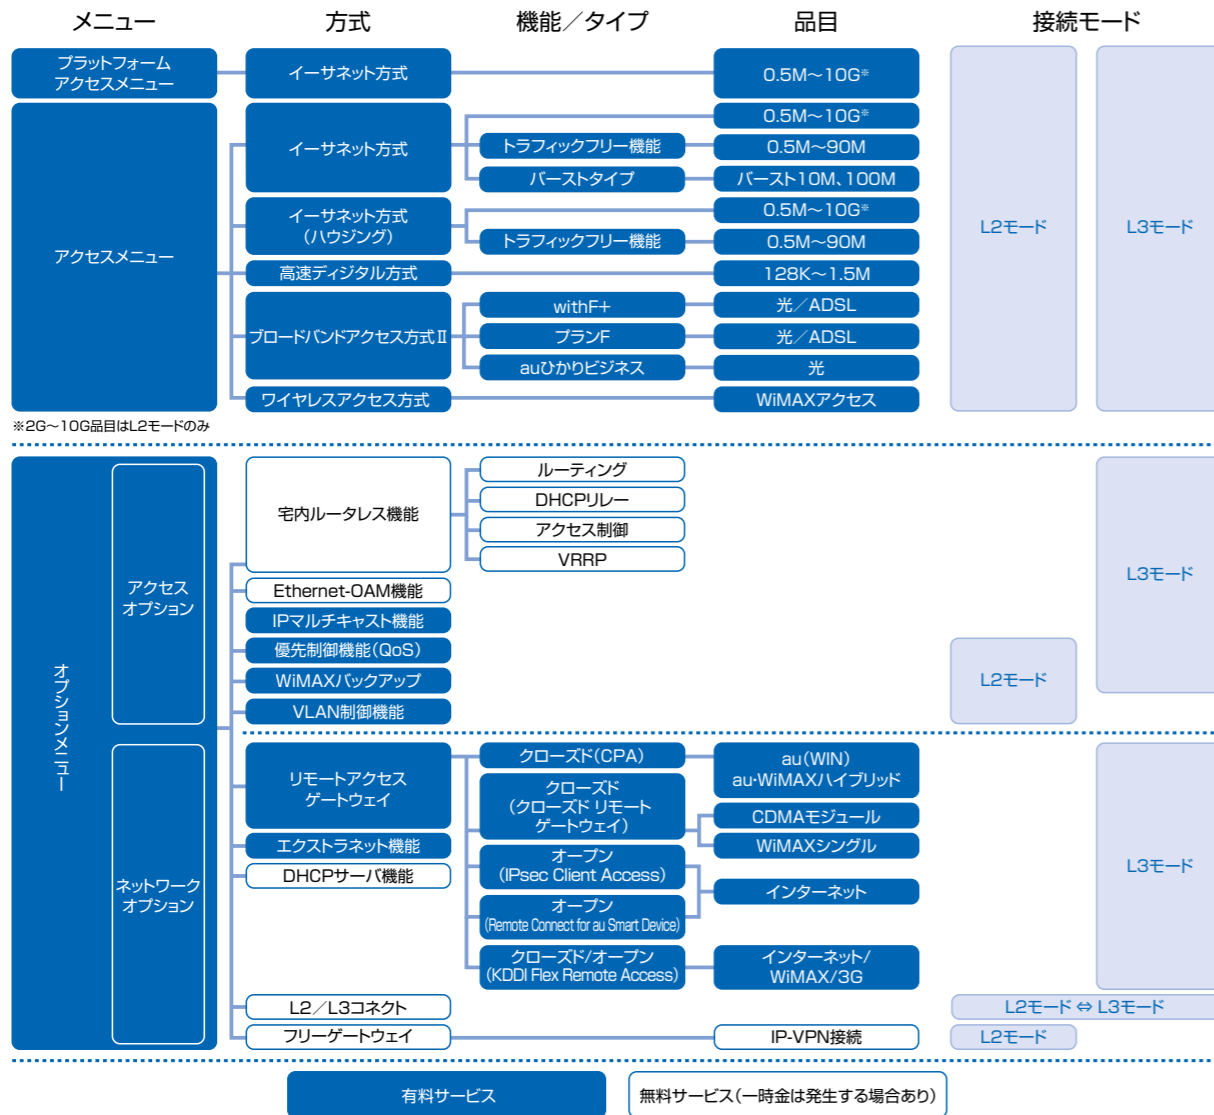 メニュー
方式
機能／タイプ
品目
接続モード
プラットフォーム
アクセスメニュー
イーサネット方式
0.5M〜10G※
アクセスメニュー
イーサネット方式
0.5M〜10G※
トラフィックフリー機能
0.5M〜90M
バーストタイプ
バースト10M、100M
イーサネット方式
（ハウジング）
0.5M〜10G※
トラフィックフリー機能
0.5M〜90M
高速ディジタル方式
128K〜1.5M
ブロードバンドアクセス方式Ⅱ
withF+
光／ADSL
プランF
光／ADSL
auひかりビジネス
光
ワイヤレスアクセス方式
WiMAXアクセス
L2モード
L3モード
※2G〜10G品目はL2モードのみ
オプションメニュー
アクセス
オプション
宅内ルータレス機能
ルーティング
DHCPリレー
アクセス制御
VRRP
Ethernet-OAM機能
IPマルチキャスト機能
優先制御機能（QoS）
WiMAXバックアップ
VLAN制御機能
L2モード
L3モード
ネットワーク
オプション
リモートアクセス
ゲートウェイ
クローズド（CPA）
au（WIN）
au・WiMAXハイブリッド
クローズド
（クローズド リモート
ゲートウェイ）
CDMAモジュール
WiMAXシングル
エクストラネット機能
DHCPサーバ機能
オープン
（IPsec Client Access）
オープン
（Remote Connect for au Smart Device）
インターネット
クローズド/オープン
（KDDI Flex Remote Access）
インターネット/
WiMAX/3G
L3モード
L2／L3コネクト
L2モード ⇔ L3モード
フリーゲートウェイ
IP-VPN接続
L2モード
有料サービス
無料サービス（一時金は発生する場合あり）